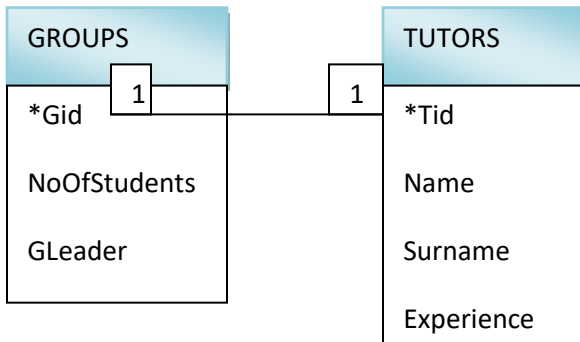 GROUPS
1
*Gid
NoOfStudents
GLeader
TUTORS
1
*Tid
Name
Surname
Experience